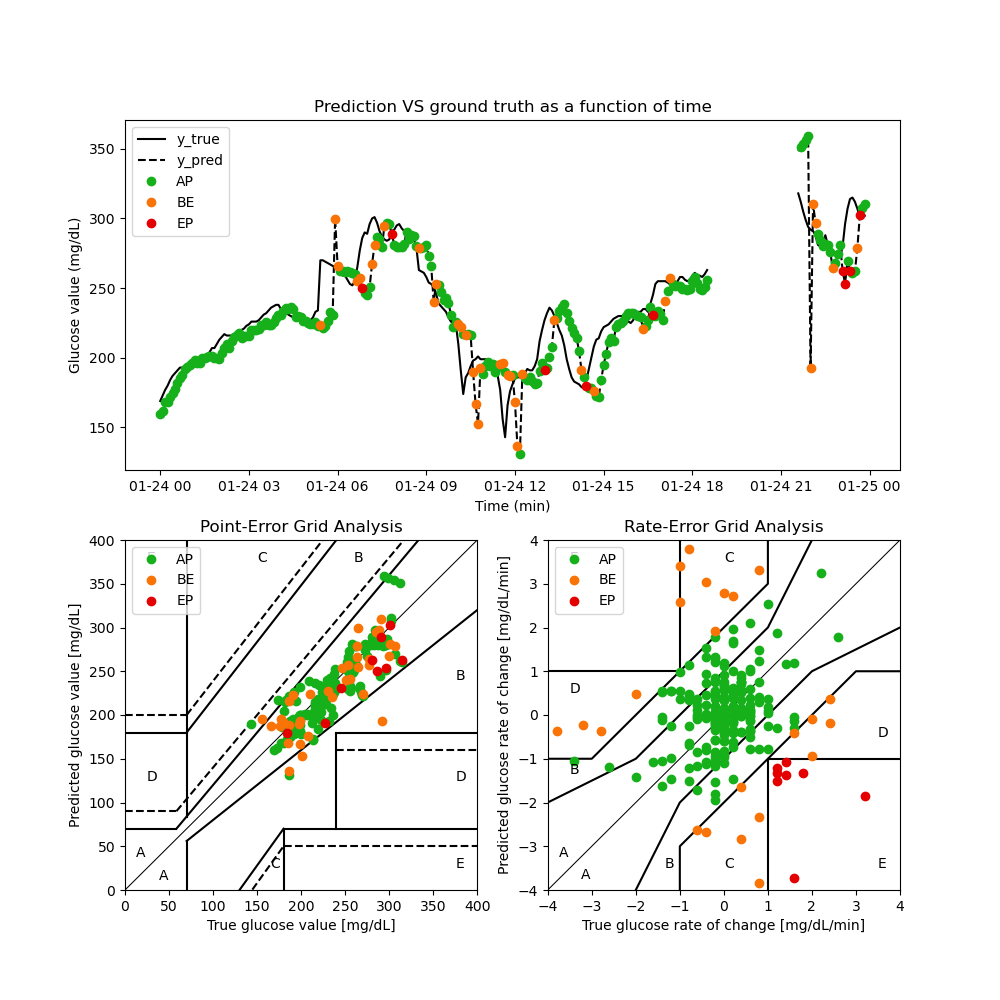 Prediction VS ground truth as a function of time
Glucose value (mg/dL)
350
300
250
200
150
y_true
y_pred
AP
BE
EP
01-24 00 01-24 03 01-24 06 01-24 09 01-24 12 01-24 15 01-24 18 01-24 21 01-25 00
Time (min)
Point-Error Grid Analysis
Predicted glucose value [mg/dL]
400
350
300
250
200
150
100
50
0
AP
BE
EP
C
B
B
D
D
A
A
C
E
0 50 100 150 200 250 300 350 400
True glucose value [mg/dL]
Rate-Error Grid Analysis
Predicted glucose rate of change [mg/dL/min]
4
3
2
1
0
−1
−2
−3
−4
AP
BE
EP
C
D
D
B
A
A
B
C
E
−4 −3 −2 −1 0 1 2 3 4
True glucose rate of change [mg/dL/min]